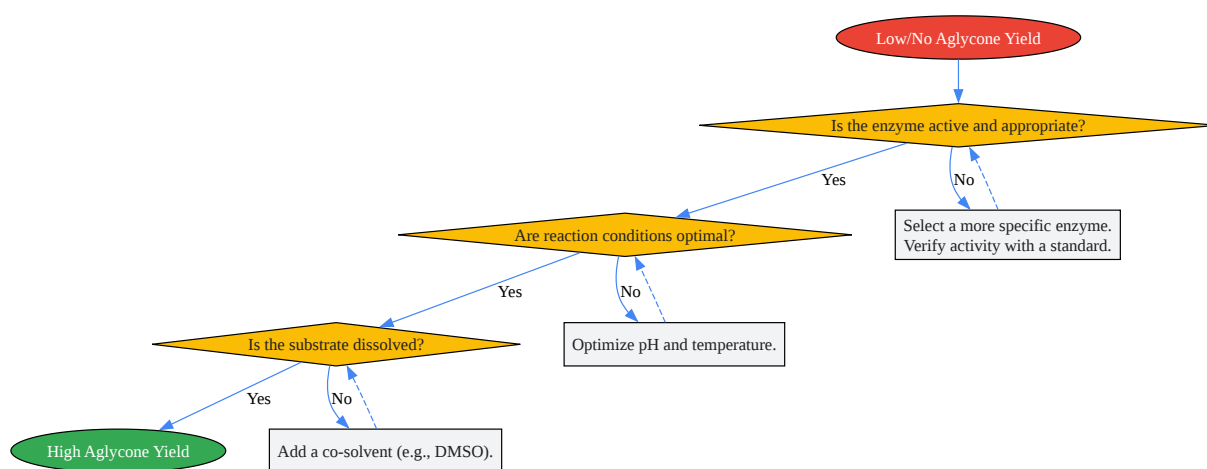 Low/No Aglycone Yield
Is the enzyme active and appropriate?
Yes
No
Select a more specific enzyme.
Verify activity with a standard.
Are reaction conditions optimal?
Yes
No
Optimize pH and temperature.
Is the substrate dissolved?
Yes
No
High Aglycone Yield
Add a co-solvent (e.g., DMSO).